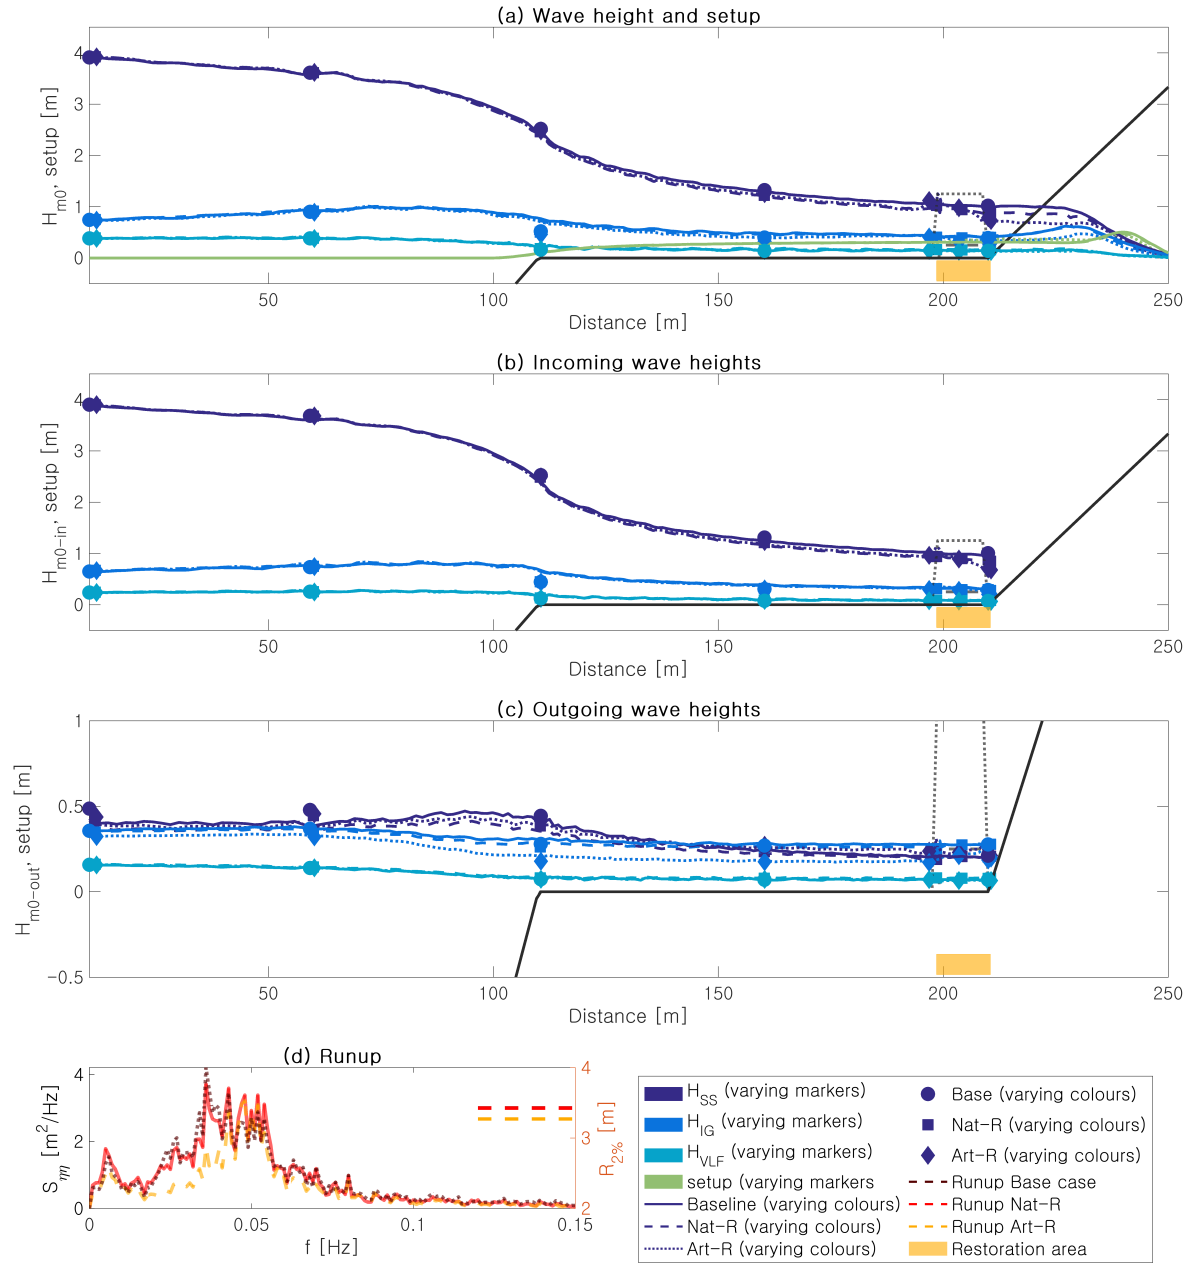 (a) Wave height and setup
4
3
2
1
0
H_m0, setup [m]
50
100
150
200
250
Distance [m]
(b) Incoming wave heights
4
3
2
1
0
H_m0-in, setup [m]
50
100
150
200
250
Distance [m]
(c) Outgoing wave heights
1
0.5
0
-0.5
H_m0-out, setup [m]
50
100
150
200
250
Distance [m]
(d) Runup
4
2
0
S_ηη [m²/Hz]
4
3
2
R_2% [m]
0
0.05
0.1
0.15
f [Hz]
H_SS (varying markers)
H_IG (varying markers)
H_VLF (varying markers)
setup (varying markers
Baseline (varying colours)
Nat-R (varying colours)
Art-R (varying colours)
Base (varying colours)
Nat-R (varying colours)
Art-R (varying colours)
Runup Base case
Runup Nat-R
Runup Art-R
Restoration area